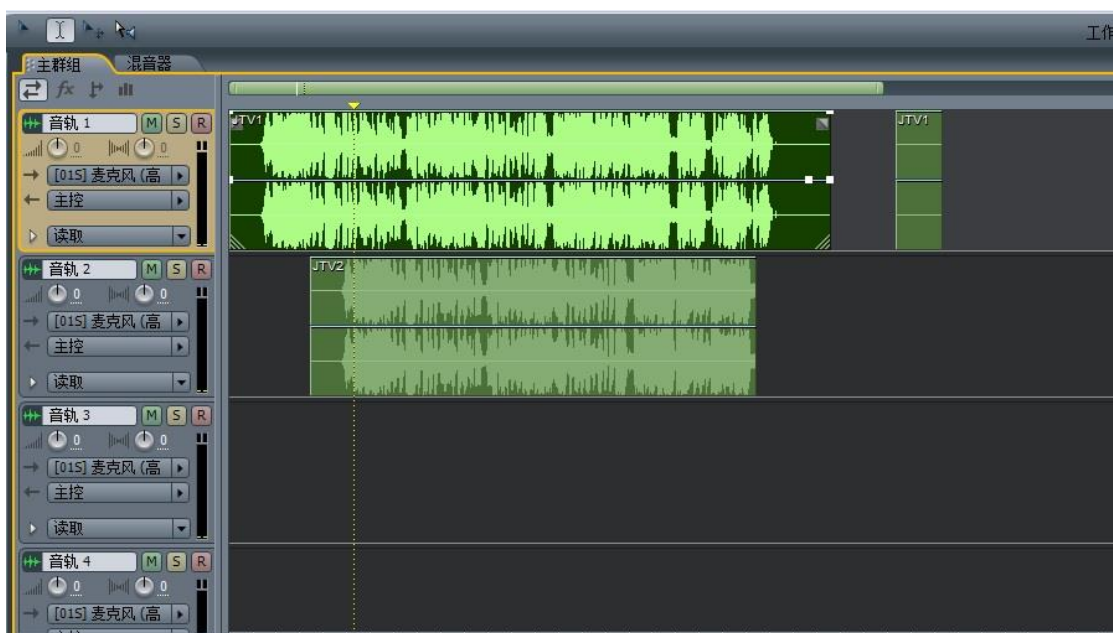 工作
主群组 混音器
fx
音轨 1 M S R JTV1 JTV1
0 0
[01S] 麦克风 (高
主控
读取
音轨 2 M S R JTV2
0 0
[01S] 麦克风 (高
主控
读取
音轨 3 M S R
0 0
[01S] 麦克风 (高
主控
读取
音轨 4 M S R
0 0
[01S] 麦克风 (高